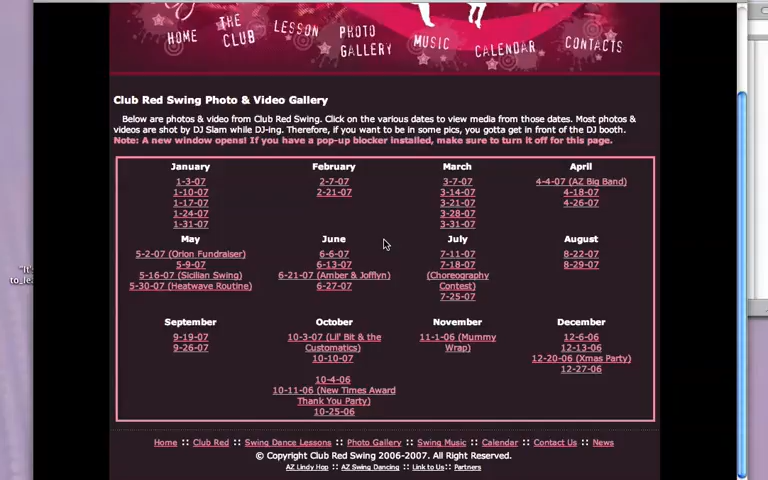 HOME
THE CLUB
LESSON
PHOTO GALLERY
MUSIC
CALENDAR
CONTACTS
Club Red Swing Photo & Video Gallery
Below are photos & video from Club Red Swing. Click on the various dates to view media from those dates. Most photos &
videos are shot by DJ Slam while DJ-ing. Therefore, if you want to be in some pics, you gotta get in front of the DJ booth.
Note: A new window opens! If you have a pop-up blocker installed, make sure to turn it off for this page.
January
1-3-07
1-10-07
1-17-07
1-24-07
1-31-07
February
2-7-07
2-21-07
March
3-7-07
3-14-07
3-21-07
3-28-07
3-31-07
April
4-4-07 (AZ Big Band)
4-18-07
4-26-07
May
5-2-07 (Orion Fundraiser)
5-9-07
5-16-07 (Sicilian Swing)
5-30-07 (Heatwave Routine)
June
6-6-07
6-13-07
6-21-07 (Amber & Jofflyn)
6-27-07
July
7-11-07
7-18-07
(Choreography
Contest)
7-25-07
August
8-22-07
8-29-07
September
9-19-07
9-26-07
October
10-3-07 (Lil' Bit & the
Customatics)
10-10-07
10-4-06
10-11-06 (New Times Award
Thank You Party)
10-25-06
November
11-1-06 (Mummy
Wrap)
December
12-6-06
12-13-06
12-20-06 (Xmas Party)
12-27-06
Home :: Club Red :: Swing Dance Lessons :: Photo Gallery :: Swing Music :: Calendar :: Contact Us :: News
© Copyright Club Red Swing 2006-2007. All Right Reserved.
AZ Lindy Hop :: AZ Swing Dancing :: Link to Us :: Partners
"It's